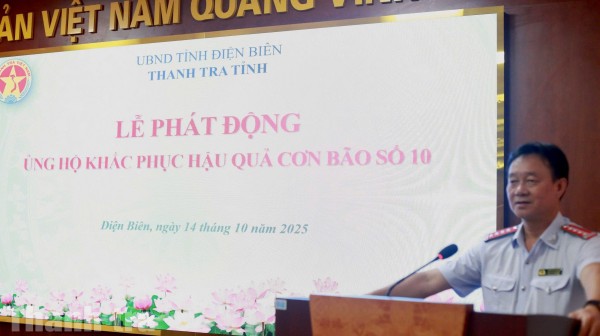 ẢN VIỆT NAM QUANG VINH
UBND TỈNH ĐIỆN BIÊN
THANH TRA TỈNH
LỄ PHÁT ĐỘNG
ỦNG HỘ KHẮC PHỤC HẬU QUẢ CƠN BÃO SỐ 10
Điện Biên, ngày 14 tháng 10 năm 2025